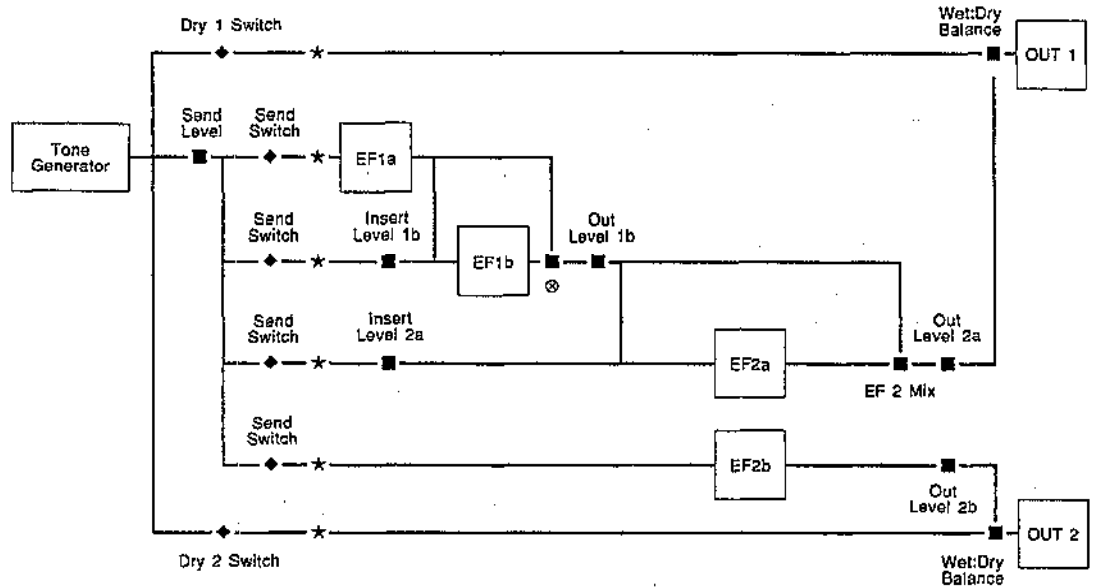 Dry 1 Switch
Wet:Dry
Balance
OUT 1
Send
Level
Send
Switch
Tone
Generator
EF1a
Send
Switch
Insert
Level 1b
Out
Level 1b
EF1b
Send
Switch
Insert
Level 2a
Out
Level 2a
EF2a
EF 2 Mix
Send
Switch
EF2b
Out
Level 2b
OUT 2
Dry 2 Switch
Wet:Dry
Balance